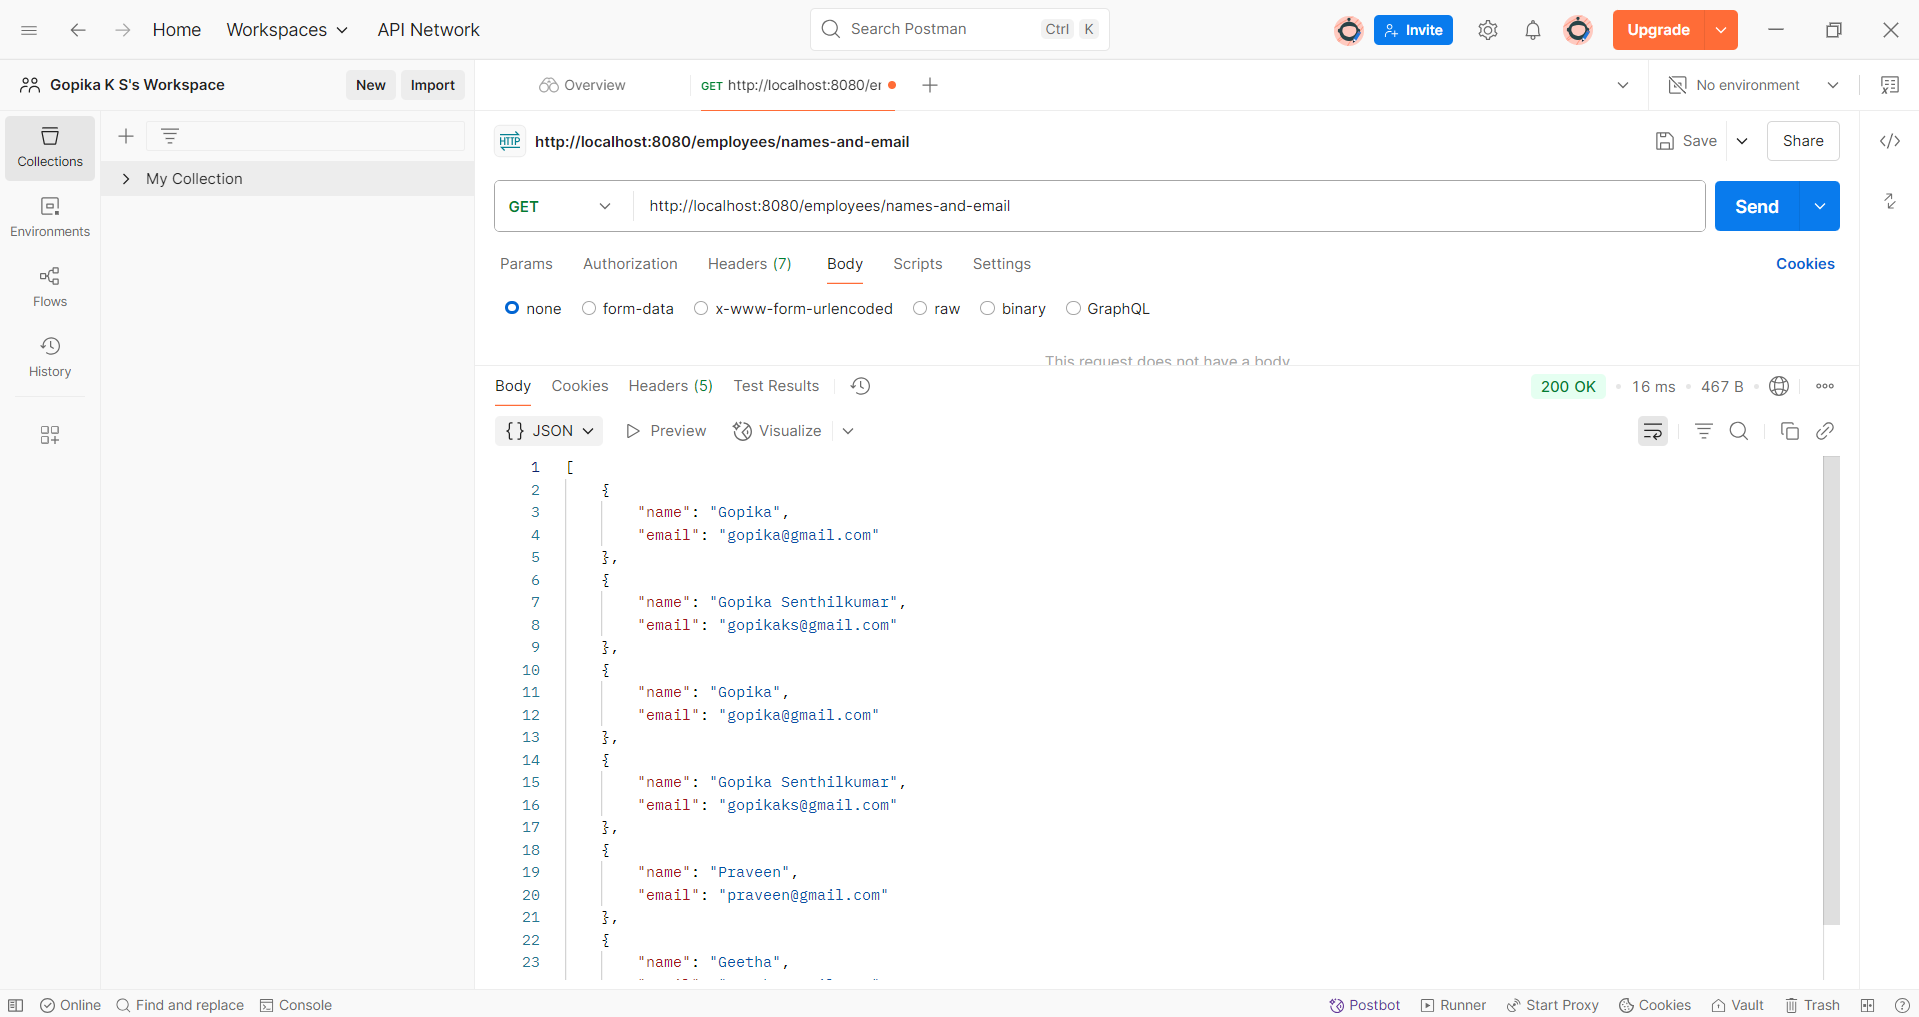 Home Workspaces API Network Search Postman Ctrl K Invite Upgrade
Gopika K S's Workspace New Import Overview GET http://localhost:8080/er No environment
Collections
My Collection
HTTP http://localhost:8080/employees/names-and-email Save Share
Environments
GET http://localhost:8080/employees/names-and-email Send
Flows
Params Authorization Headers (7) Body Scripts Settings Cookies
none form-data x-www-form-urlencoded raw binary GraphQL
History
This request does not have a body
Body Cookies Headers (5) Test Results 200 OK 16 ms 467 B
{} JSON Preview Visualize
1 [
2 {
3 "name": "Gopika",
4 "email": "gopika@gmail.com"
5 },
6 {
7 "name": "Gopika Senthilkumar",
8 "email": "gopikaks@gmail.com"
9 },
10 {
11 "name": "Gopika",
12 "email": "gopika@gmail.com"
13 },
14 {
15 "name": "Gopika Senthilkumar",
16 "email": "gopikaks@gmail.com"
17 },
18 {
19 "name": "Praveen",
20 "email": "praveen@gmail.com"
21 },
22 {
23 "name": "Geetha",
Online Find and replace Console Postbot Runner Start Proxy Cookies Vault Trash